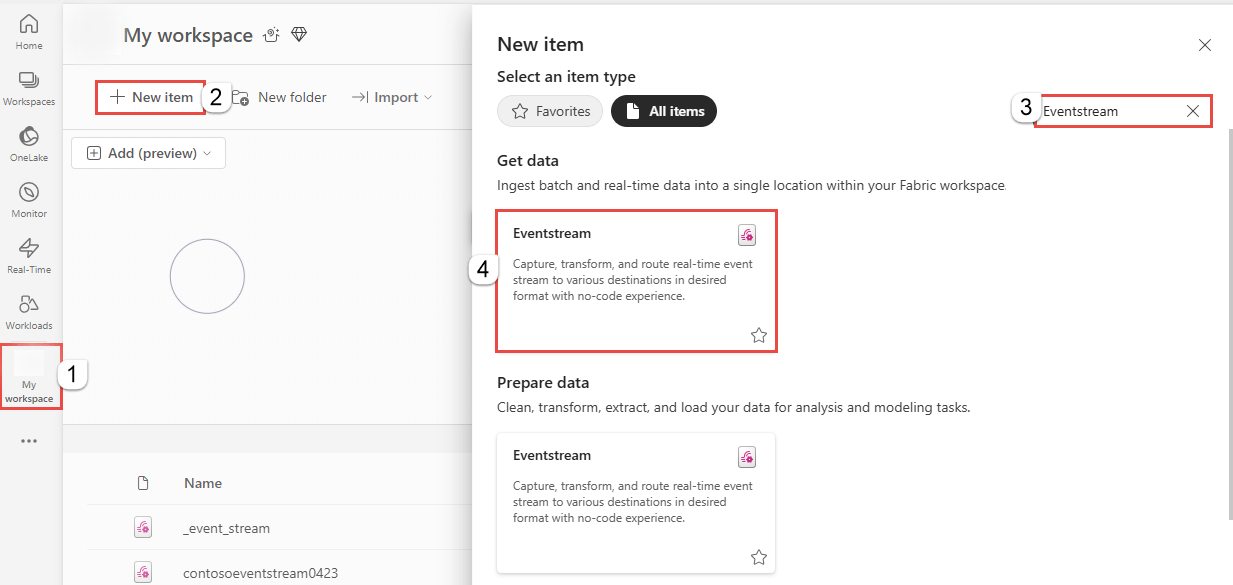 Home
Workspaces
OneLake
Monitor
Real-Time
Workloads
My
workspace
1
My workspace
New item
2
New folder
Import
Add (preview)
Name
_event_stream
contosoeventstream0423
New item
Select an item type
Favorites
All items
3
Eventstream
Get data
Ingest batch and real-time data into a single location within your Fabric workspace.
4
Eventstream
Capture, transform, and route real-time event
stream to various destinations in desired
format with no-code experience.
Prepare data
Clean, transform, extract, and load your data for analysis and modeling tasks.
Eventstream
Capture, transform, and route real-time event
stream to various destinations in desired
format with no-code experience.